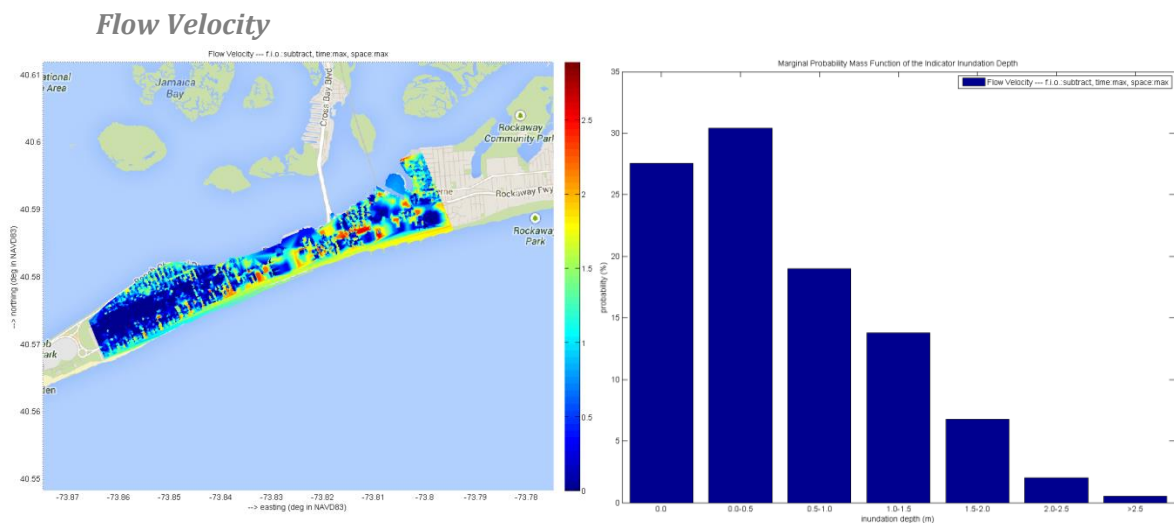 Flow Velocity
Flow Velocity --- f.i.o.:subtract, time:max, space:max
40.61
40.6
40.59
40.58
40.57
40.56
40.55
--> northing (deg in NAVD83)
-73.87
-73.86
-73.85
-73.84
-73.83
-73.82
-73.81
-73.8
-73.79
-73.78
--> easting (deg in NAVD83)
ational
e Area
Jamaica
Bay
Cross Bay Blvd
Rockaway
Community Park
Rockaway Fwy
Rockaway
Park
erne
ark
den
2.5
2
1.5
1
0.5
0
Marginal Probability Mass Function of the Indicator Inundation Depth
Flow Velocity --- f.i.o.:subtract, time:max, space:max
35
30
25
20
15
10
5
0
probability (%)
0.0
0.0-0.5
0.5-1.0
1.0-1.5
1.5-2.0
2.0-2.5
>2.5
inundation depth (m)